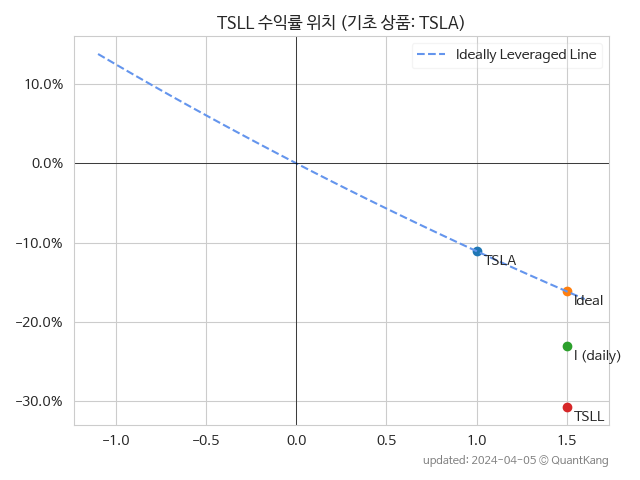 TSLL 수익률 위치 (기초 상품: TSLA)
Ideally Leveraged Line
10.0%
0.0%
−10.0%
−20.0%
−30.0%
TSLA
Ideal
I (daily)
TSLL
−1.0 −0.5 0.0 0.5 1.0 1.5
updated: 2024-04-05 © QuantKang